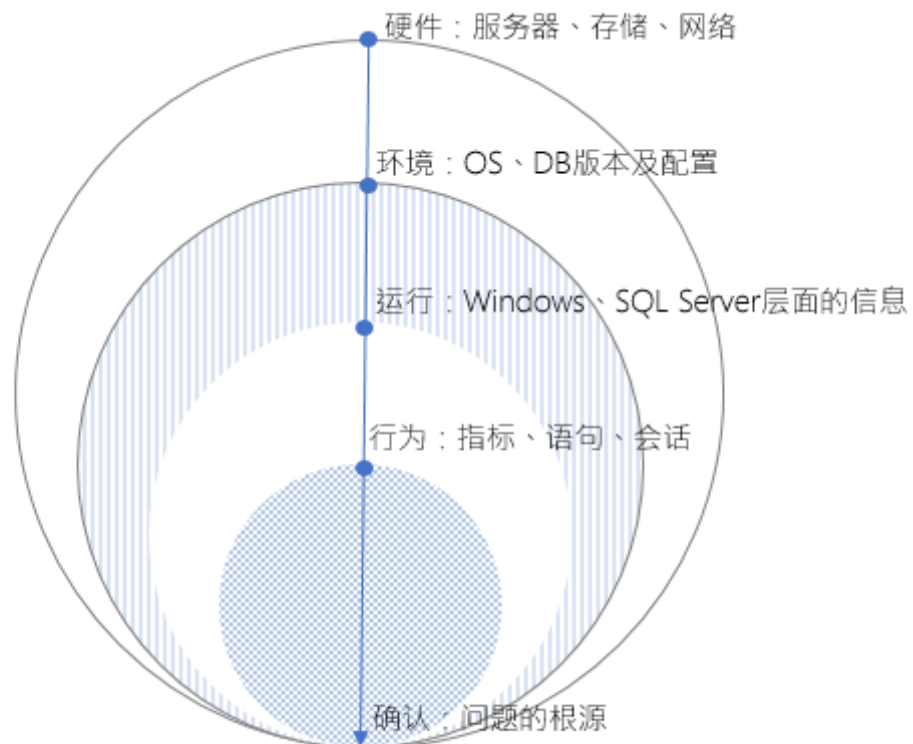 硬件：服务器、存储、网络
环境：OS、DB版本及配置
运行：Windows、SQL Server层面的信息
行为：指标、语句、会话
确认：问题的根源